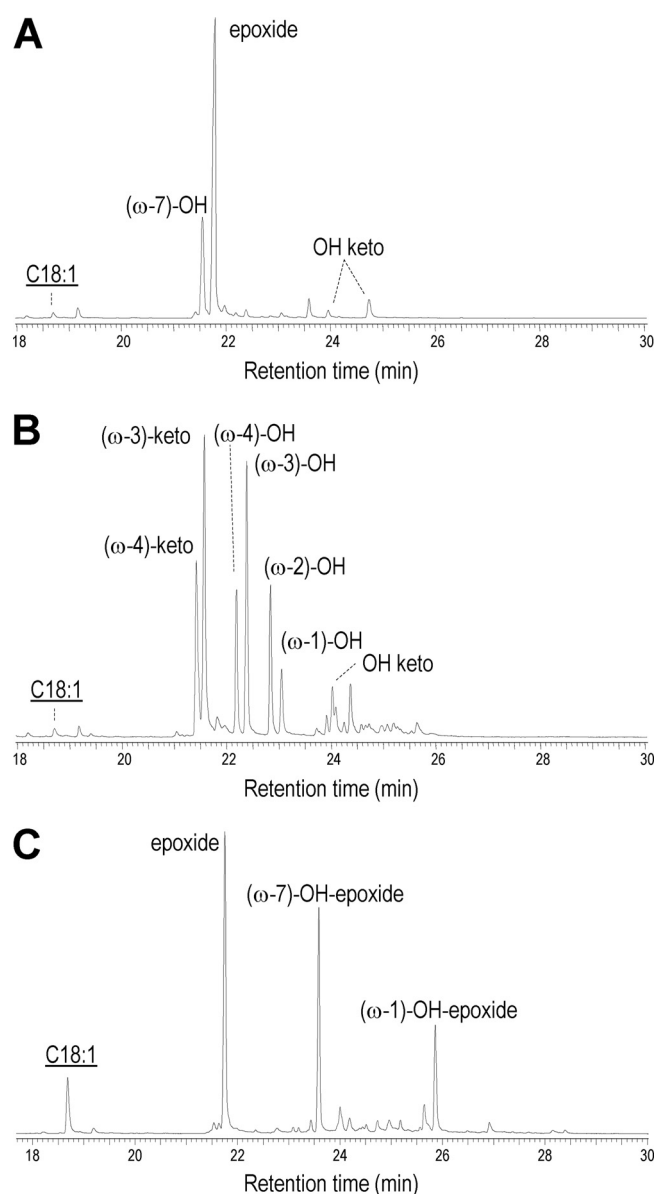 A
epoxide
(ω-7)-OH
OH keto
C18:1
18 20 22 24 26 28 30
Retention time (min)
B
(ω-3)-keto
(ω-4)-OH
(ω-3)-OH
(ω-4)-keto
(ω-2)-OH
(ω-1)-OH
OH keto
C18:1
18 20 22 24 26 28 30
Retention time (min)
C
epoxide
(ω-7)-OH-epoxide
(ω-1)-OH-epoxide
C18:1
18 20 22 24 26 28 30
Retention time (min)